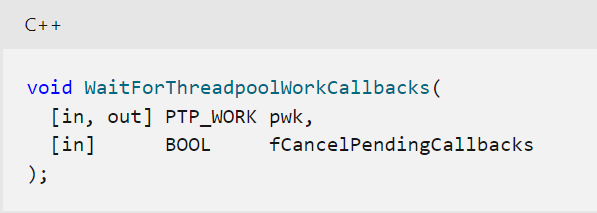 C++
void WaitForThreadpoolWorkCallbacks(
  [in, out] PTP_WORK pwk,
  [in]      BOOL     fCancelPendingCallbacks
);